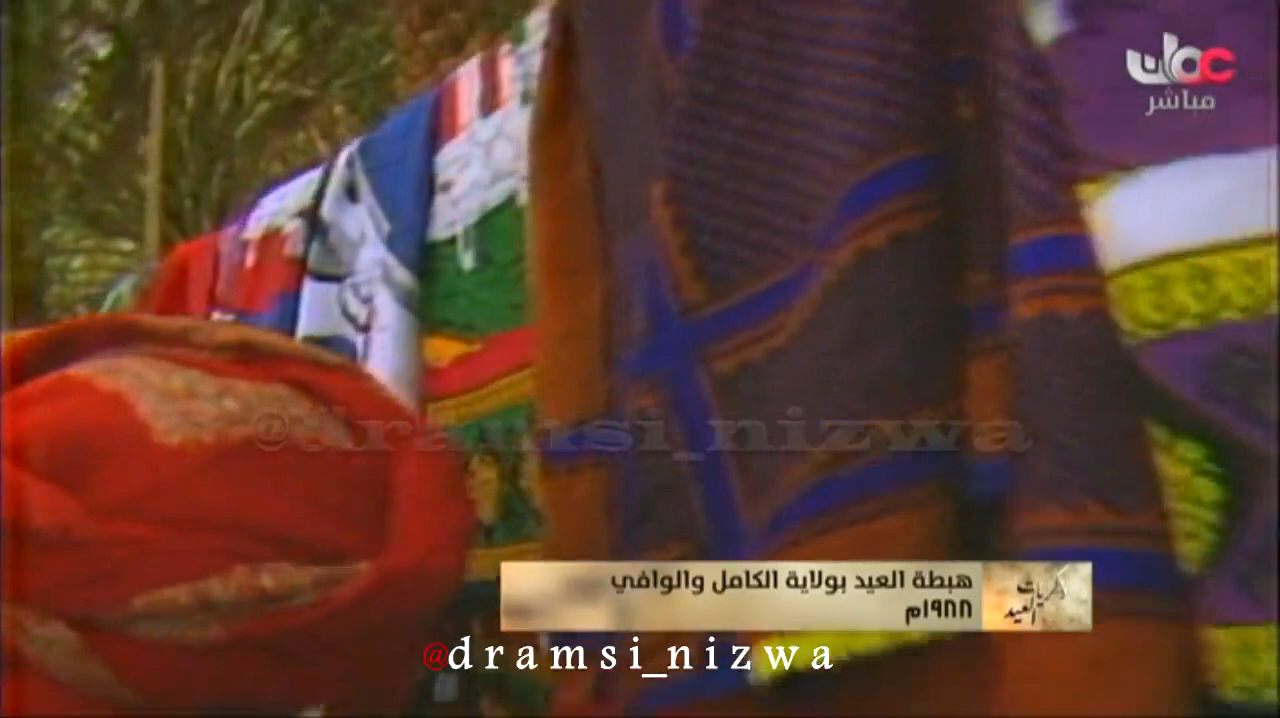 عمان
مباشر
@dramsi_nizwa
هبطة العيد بولاية الكامل والوافي
١٩٨٨م
ذكريات
العيد
@dramsi_nizwa